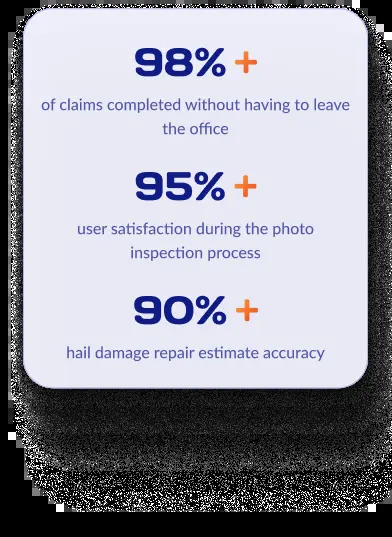 98% +
of claims completed without having to leave
the office
95% +
user satisfaction during the photo
inspection process
90% +
hail damage repair estimate accuracy